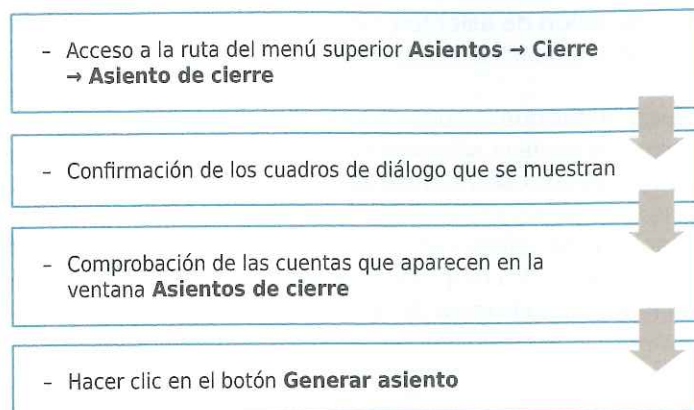 – Acceso a la ruta del menú superior Asientos → Cierre
→ Asiento de cierre
– Confirmación de los cuadros de diálogo que se muestran
– Comprobación de las cuentas que aparecen en la
ventana Asientos de cierre
– Hacer clic en el botón Generar asiento